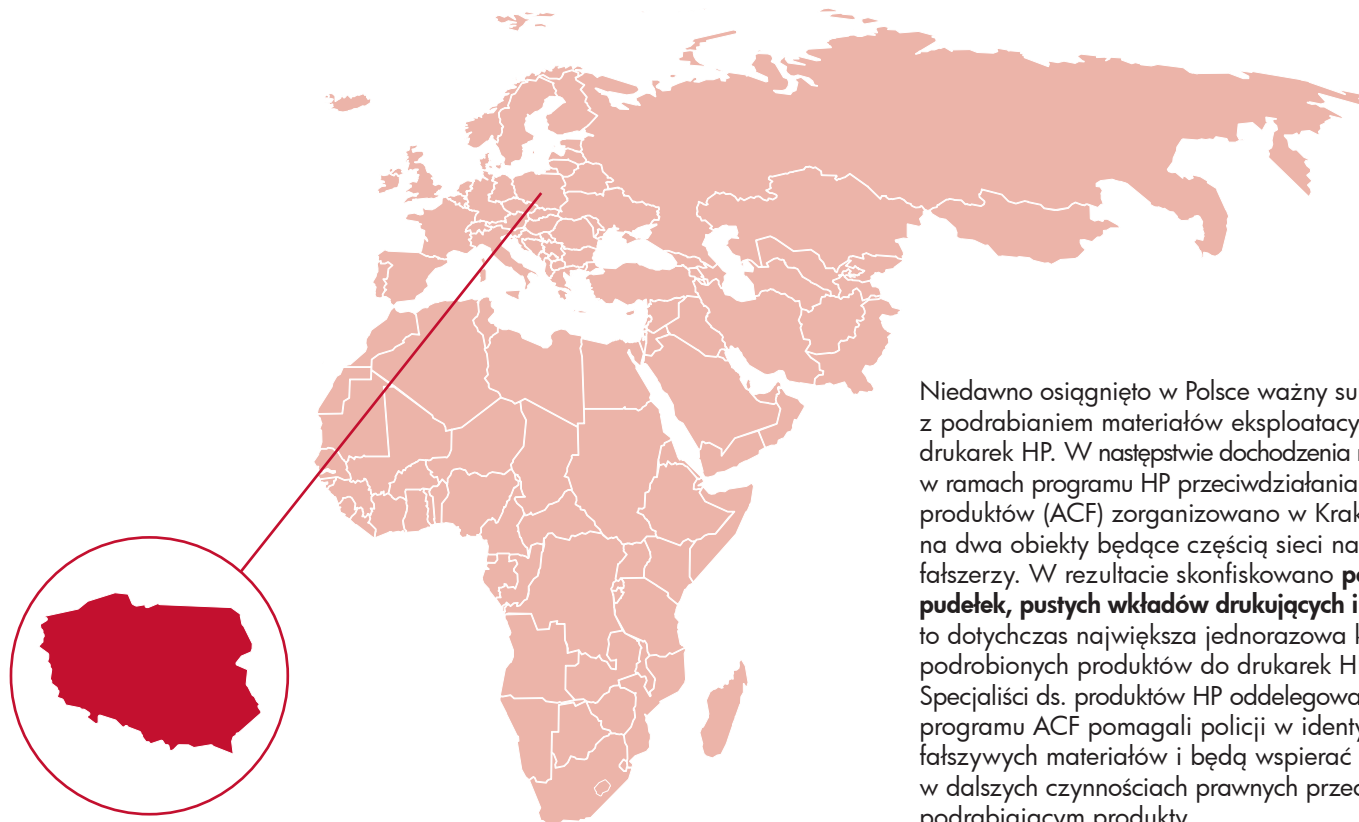 Niedawno osiągnięto w Polsce ważny su
z podrabianiem materiałów eksploatacy
drukarek HP. W następstwie dochodzenia
w ramach programu HP przeciwdziałania
produktów (ACF) zorganizowano w Krak
na dwa obiekty będące częścią sieci na
fałszerzy. W rezultacie skonfiskowano
pudełek, pustych wkładów drukujących i
to dotychczas największa jednorazowa
podrobionych produktów do drukarek H
Specjaliści ds. produktów HP oddelegowa
programu ACF pomagali policji w identy
fałszywych materiałów i będą wspierać
w dalszych czynnościach prawnych przec
podrabiającym produkty